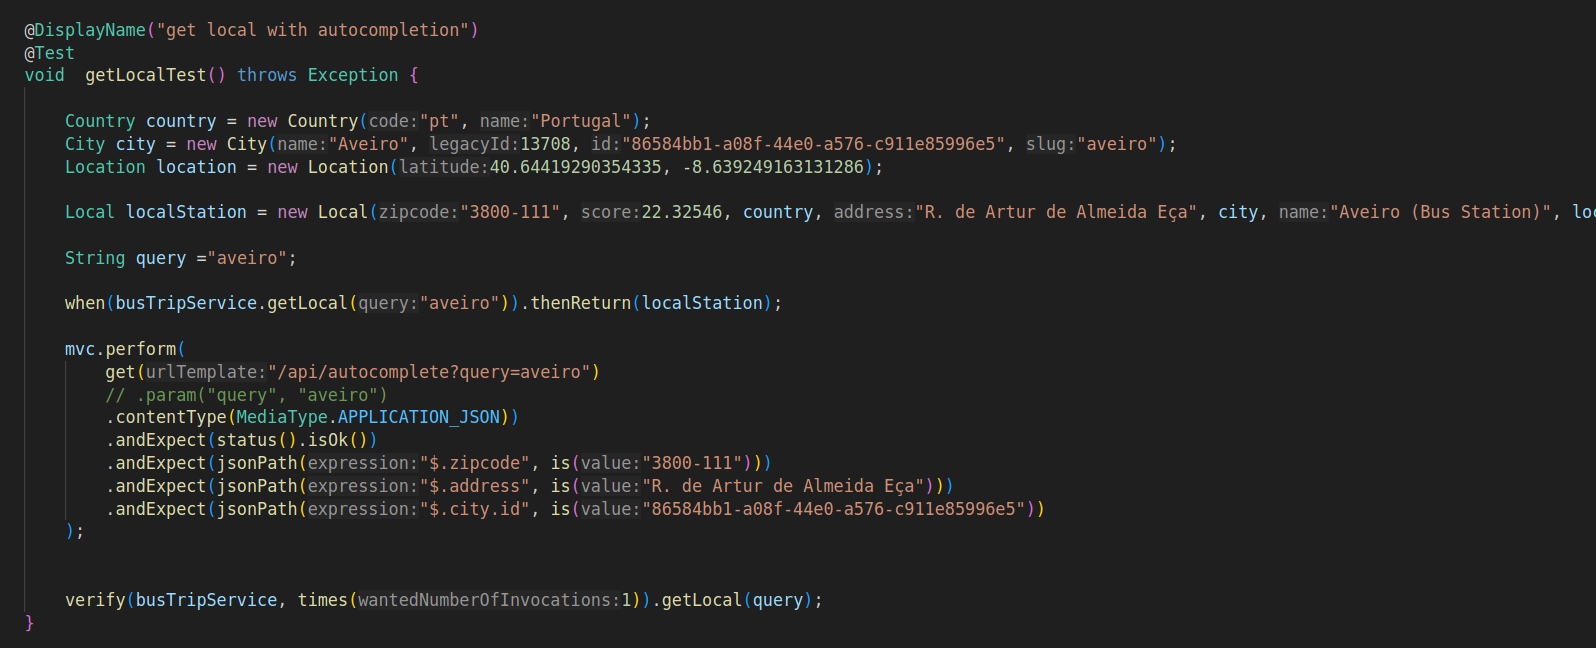 @DisplayName("get local with autocompletion")
@Test
void  getLocalTest() throws Exception {
Country country = new Country(code:"pt", name:"Portugal");
City city = new City(name:"Aveiro", legacyId:13708, id:"86584bb1-a08f-44e0-a576-c911e85996e5", slug:"aveiro");
Location location = new Location(latitude:40.64419290354335, -8.639249163131286);
Local localStation = new Local(zipcode:"3800-111", score:22.32546, country, address:"R. de Artur de Almeida Eça", city, name:"Aveiro (Bus Station)", loc
String query ="aveiro";
when(busTripService.getLocal(query:"aveiro")).thenReturn(localStation);
mvc.perform(
get(urlTemplate:"/api/autocomplete?query=aveiro")
// .param("query", "aveiro")
.contentType(MediaType.APPLICATION_JSON))
.andExpect(status().isOk())
.andExpect(jsonPath(expression:"$.zipcode", is(value:"3800-111")))
.andExpect(jsonPath(expression:"$.address", is(value:"R. de Artur de Almeida Eça")))
.andExpect(jsonPath(expression:"$.city.id", is(value:"86584bb1-a08f-44e0-a576-c911e85996e5"))
);
verify(busTripService, times(wantedNumberOfInvocations:1)).getLocal(query);
}